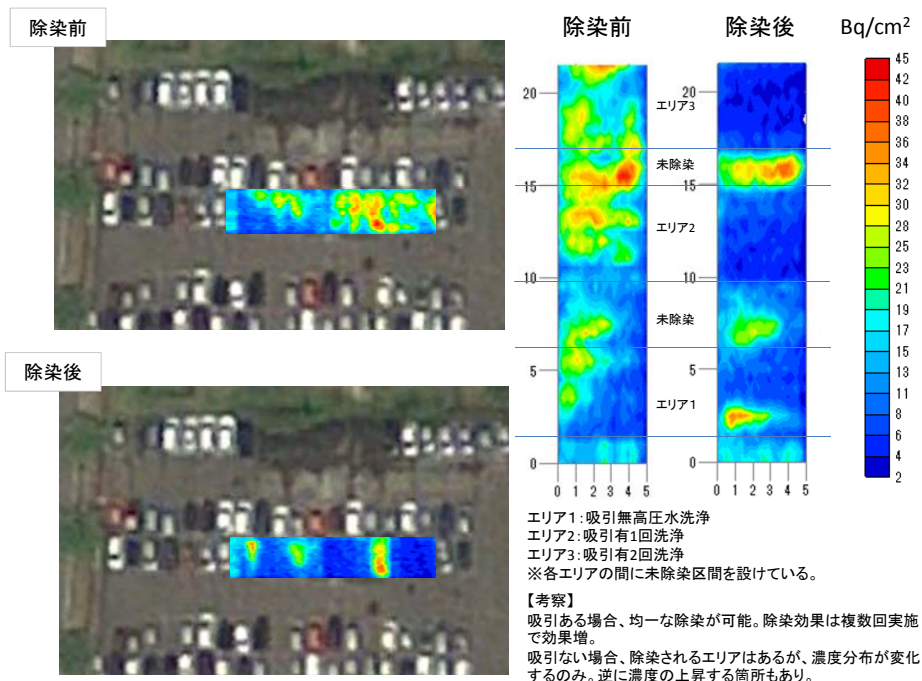 除染前
除染後
除染前
除染後
Bq/cm²
20
15
10
5
0
0 1 2 3 4 5
20
15
10
5
0
0 1 2 3 4 5
エリア3
未除染
エリア2
未除染
エリア1
45
42
40
38
36
34
32
30
28
25
23
21
19
17
15
13
11
10
8
6
4
2
エリア1:吸引無高圧水洗浄
エリア2:吸引有1回洗浄
エリア3:吸引有2回洗浄
※各エリアの間に未除染区間を設けている。
【考察】
吸引ある場合、均一な除染が可能。除染効果は複数回実施
で効果増。
吸引ない場合、除染されるエリアはあるが、濃度分布が変化
するのみ。逆に濃度の上昇する箇所もあり。